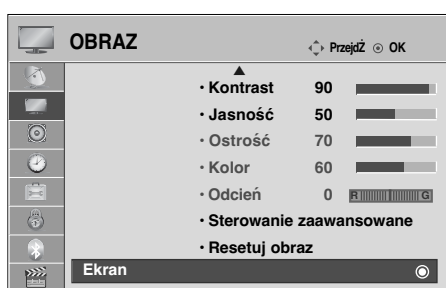 OBRAZ PrzejdŹ OK
• Kontrast 90
• Jasność 50
• Ostrość 70
• Kolor 60
• Odcień 0 R G
• Sterowanie zaawansowane
• Resetuj obraz
Ekran